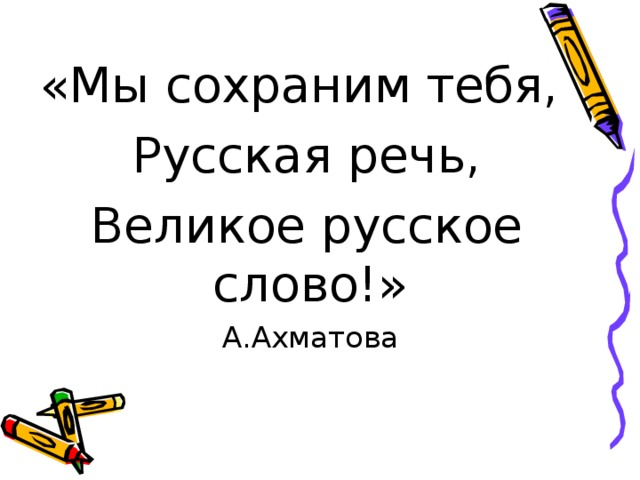 «Мы сохраним тебя,
Русская речь,
Великое русское
слово!»
А.Ахматова